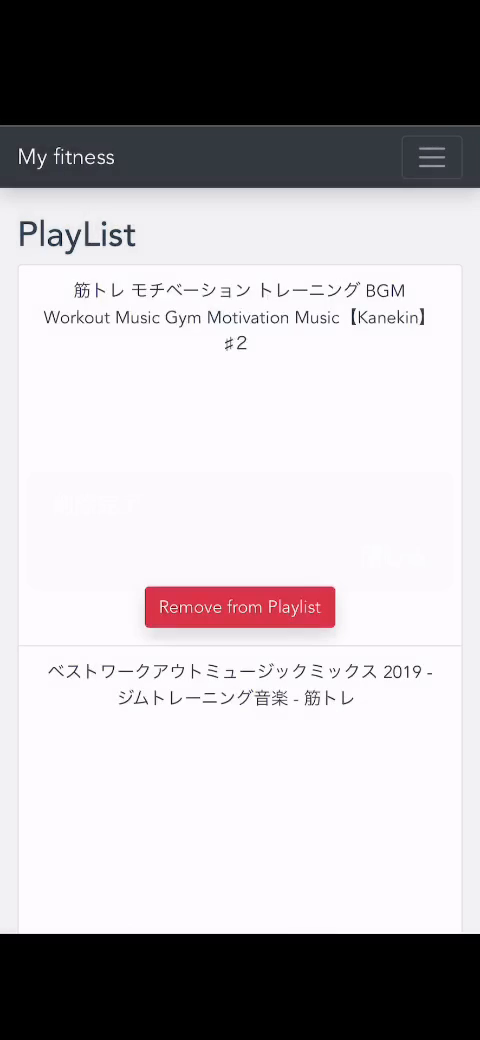 My fitness
PlayList
筋トレ モチベーション トレーニング BGM
Workout Music Gym Motivation Music【Kanekin】
♯2
Remove from Playlist
ベストワークアウトミュージックミックス 2019 -
ジムトレーニング音楽 - 筋トレ